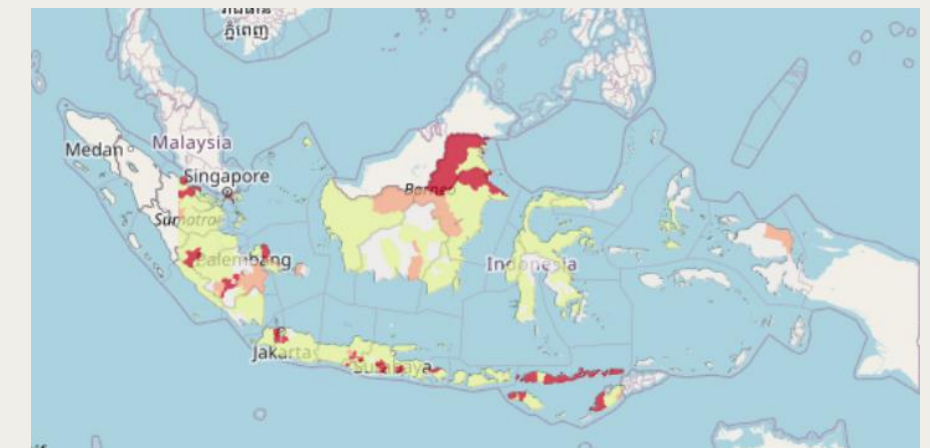 ភ្នំពេញ
Malaysia
Medan
Singapore
Borneo
Sumatra
Palembang
Indonesia
Jakarta
Surabaya